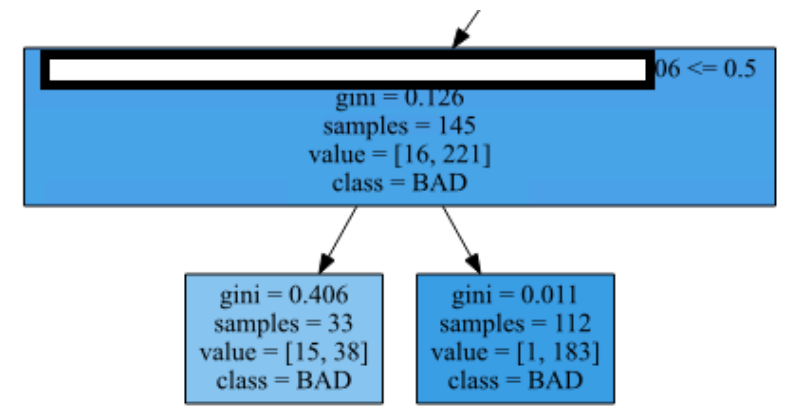 06 <= 0.5
gini = 0.126
samples = 145
value = [16, 221]
class = BAD
gini = 0.406
samples = 33
value = [15, 38]
class = BAD
gini = 0.011
samples = 112
value = [1, 183]
class = BAD